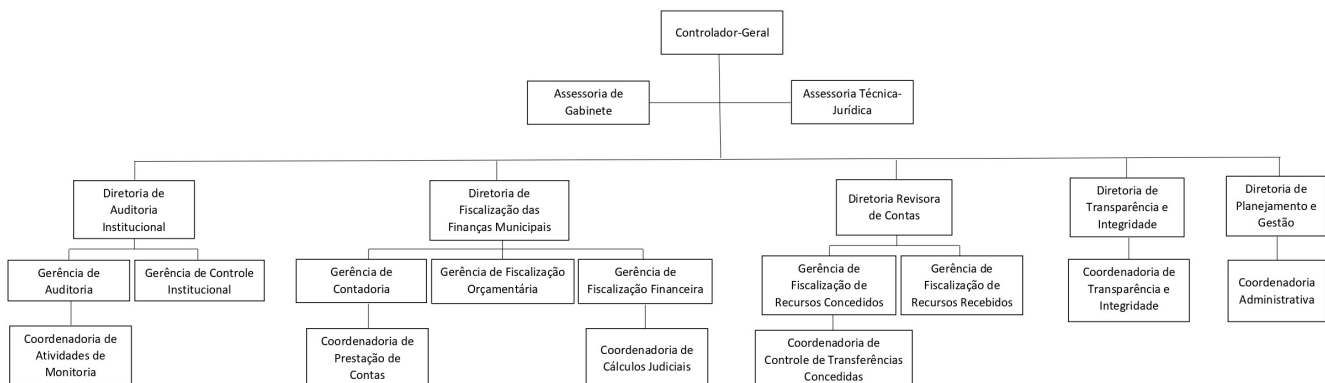 Controlador-Geral
Assessoria de
Gabinete
Assessoria Técnica-
Jurídica
Diretoria de
Auditoria
Institucional
Diretoria de
Fiscalização das
Finanças Municipais
Diretoria Revisora
de Contas
Diretoria de
Transparência e
Integridade
Diretoria de
Planejamento e
Gestão
Gerência de
Auditoria
Gerência de Controle
Institucional
Gerência de
Contadoria
Gerência de Fiscalização
Orçamentária
Gerência de
Fiscalização Financeira
Gerência de
Fiscalização de
Recursos Concedidos
Gerência de
Fiscalização de
Recursos Recebidos
Coordenadoria de
Transparência e
Integridade
Coordenadoria
Administrativa
Coordenadoria de
Atividades de
Monitoria
Coordenadoria de
Prestação de
Contas
Coordenadoria de
Cálculos Judiciais
Coordenadoria de
Controle de Transferências
Concedidas